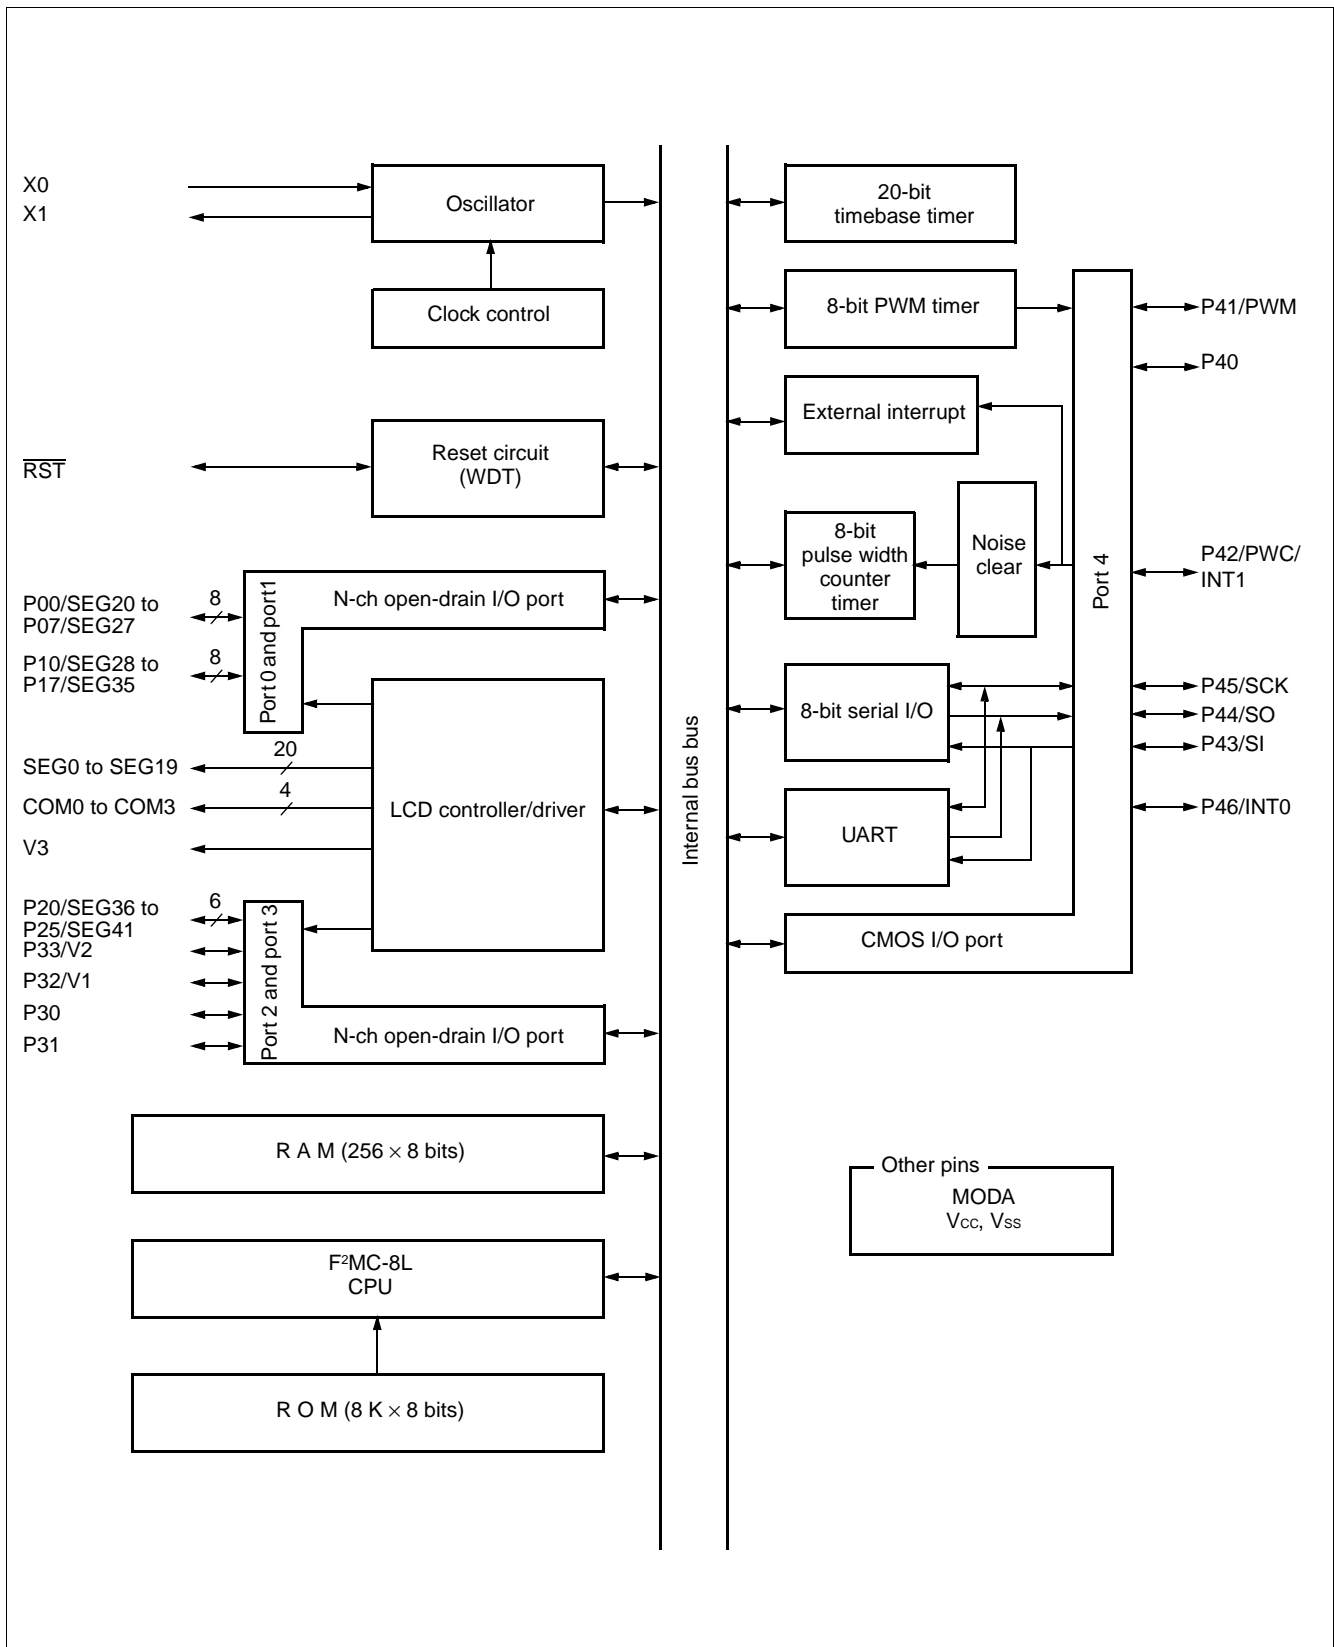 X0
X1
Oscillator
Clock control
RST
Reset circuit
(WDT)
P00/SEG20 to
P07/SEG27
8
P10/SEG28 to
P17/SEG35
8
Port 0 and port1
N-ch open-drain I/O port
SEG0 to SEG19
20
COM0 to COM3
4
V3
LCD controller/driver
P20/SEG36 to
P25/SEG41
6
P33/V2
P32/V1
P30
P31
Port 2 and port 3
N-ch open-drain I/O port
R A M (256 × 8 bits)
F²MC-8L
CPU
R O M (8 K × 8 bits)
Internal bus bus
20-bit
timebase timer
8-bit PWM timer
External interrupt
8-bit
pulse width
counter
timer
Noise
clear
8-bit serial I/O
UART
CMOS I/O port
Port 4
P41/PWM
P40
P42/PWC/
INT1
P45/SCK
P44/SO
P43/SI
P46/INT0
Other pins
MODA
VCC, VSS